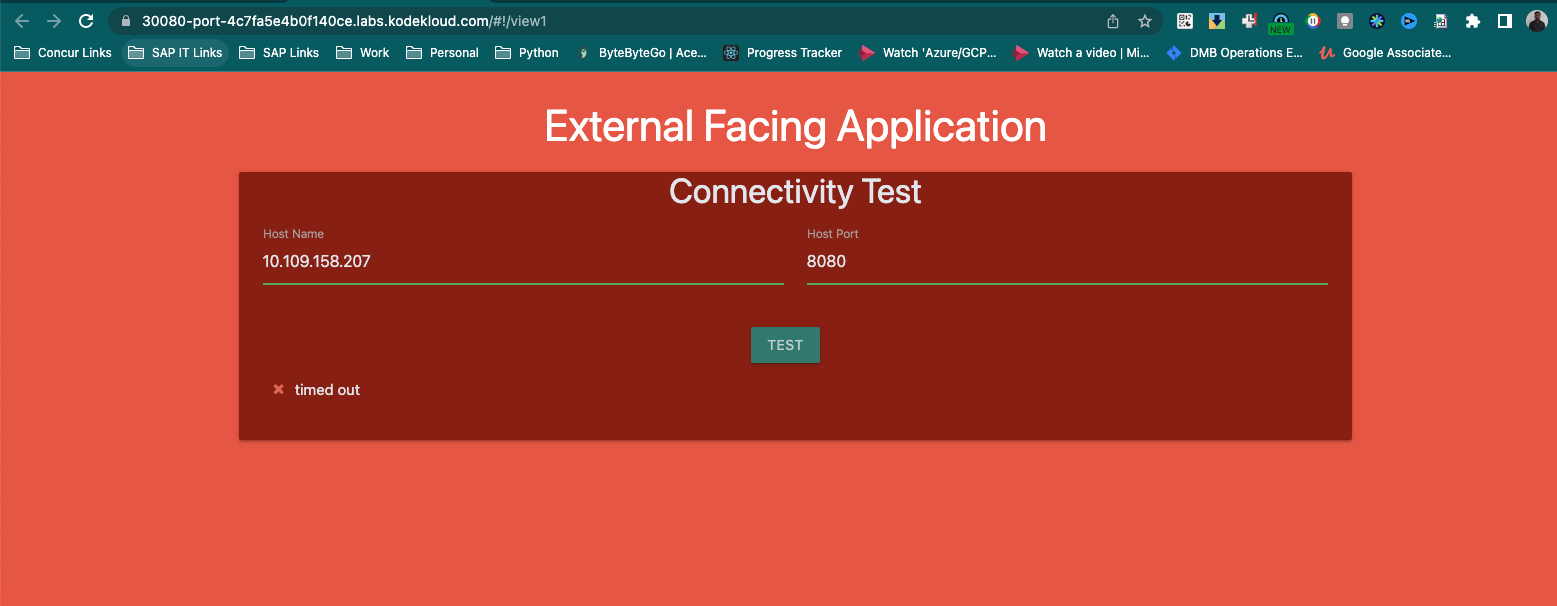 30080-port-4c7fa5e4b0f140ce.labs.kodekloud.com/#!/view1
NEW
Concur Links SAP IT Links SAP Links Work Personal Python ByteByteGo | Ace... Progress Tracker Watch 'Azure/GCP... Watch a video | Mi... DMB Operations E... Google Associate...
External Facing Application
Connectivity Test
Host Name Host Port
10.109.158.207 8080
TEST
timed out